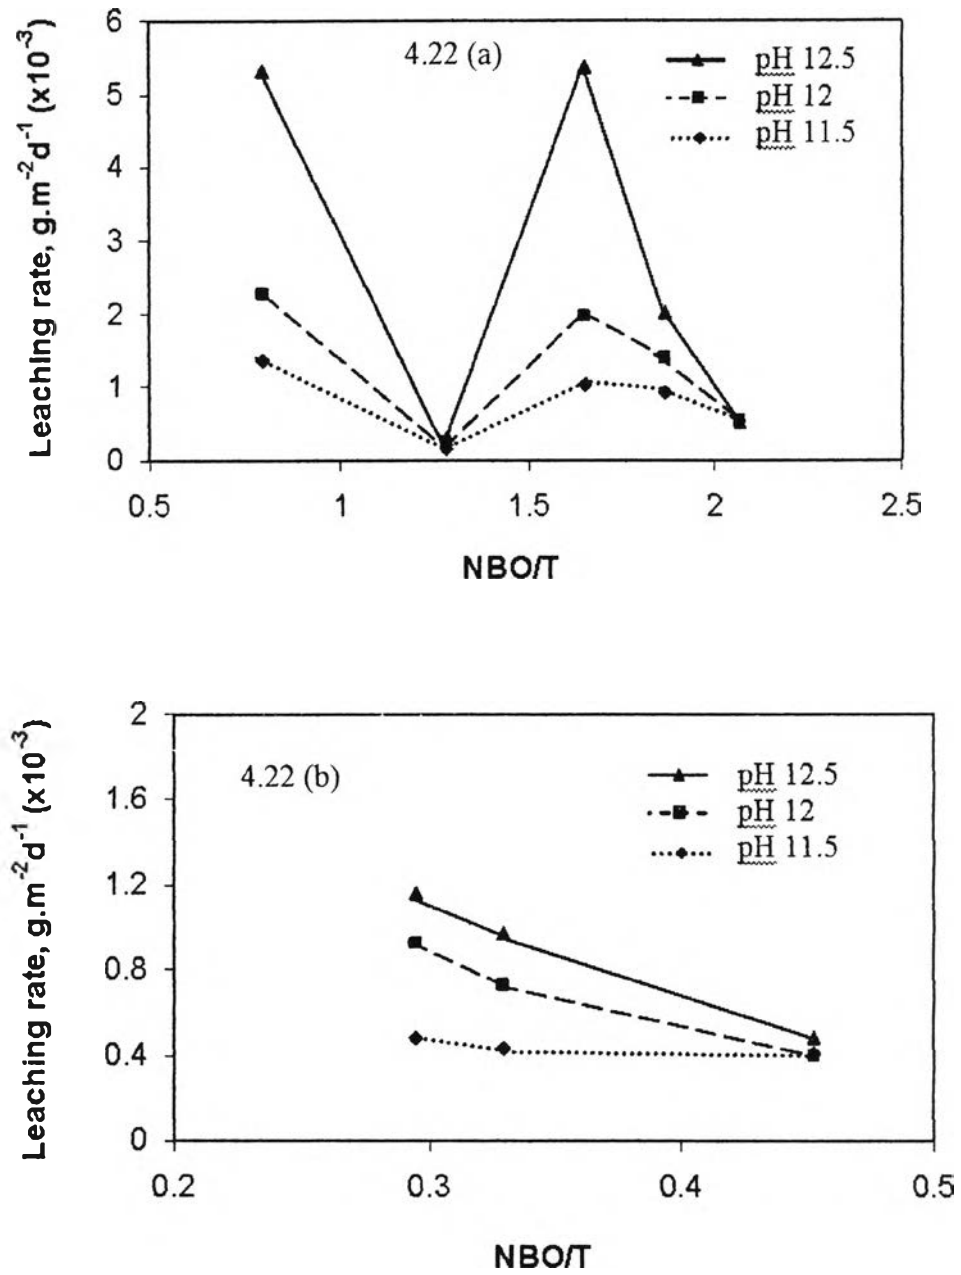 Leaching rate, g.m⁻²d⁻¹ (x10⁻³)
6
5
4
3
2
1
0
4.22 (a)
pH 12.5
pH 12
pH 11.5
0.5 1 1.5 2 2.5
NBO/T
Leaching rate, g.m⁻²d⁻¹ (x10⁻³)
2
1.6
1.2
0.8
0.4
0
4.22 (b)
pH 12.5
pH 12
pH 11.5
0.2 0.3 0.4 0.5
NBO/T